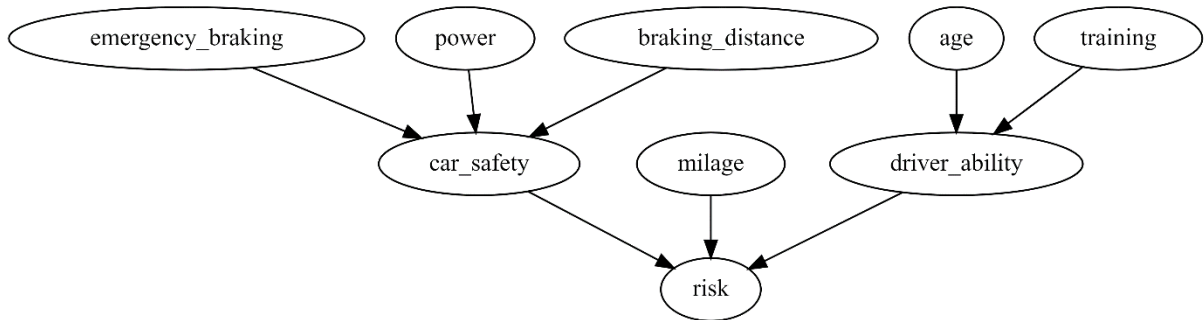 emergency_braking
power
braking_distance
age
training
car_safety
milage
driver_ability
risk